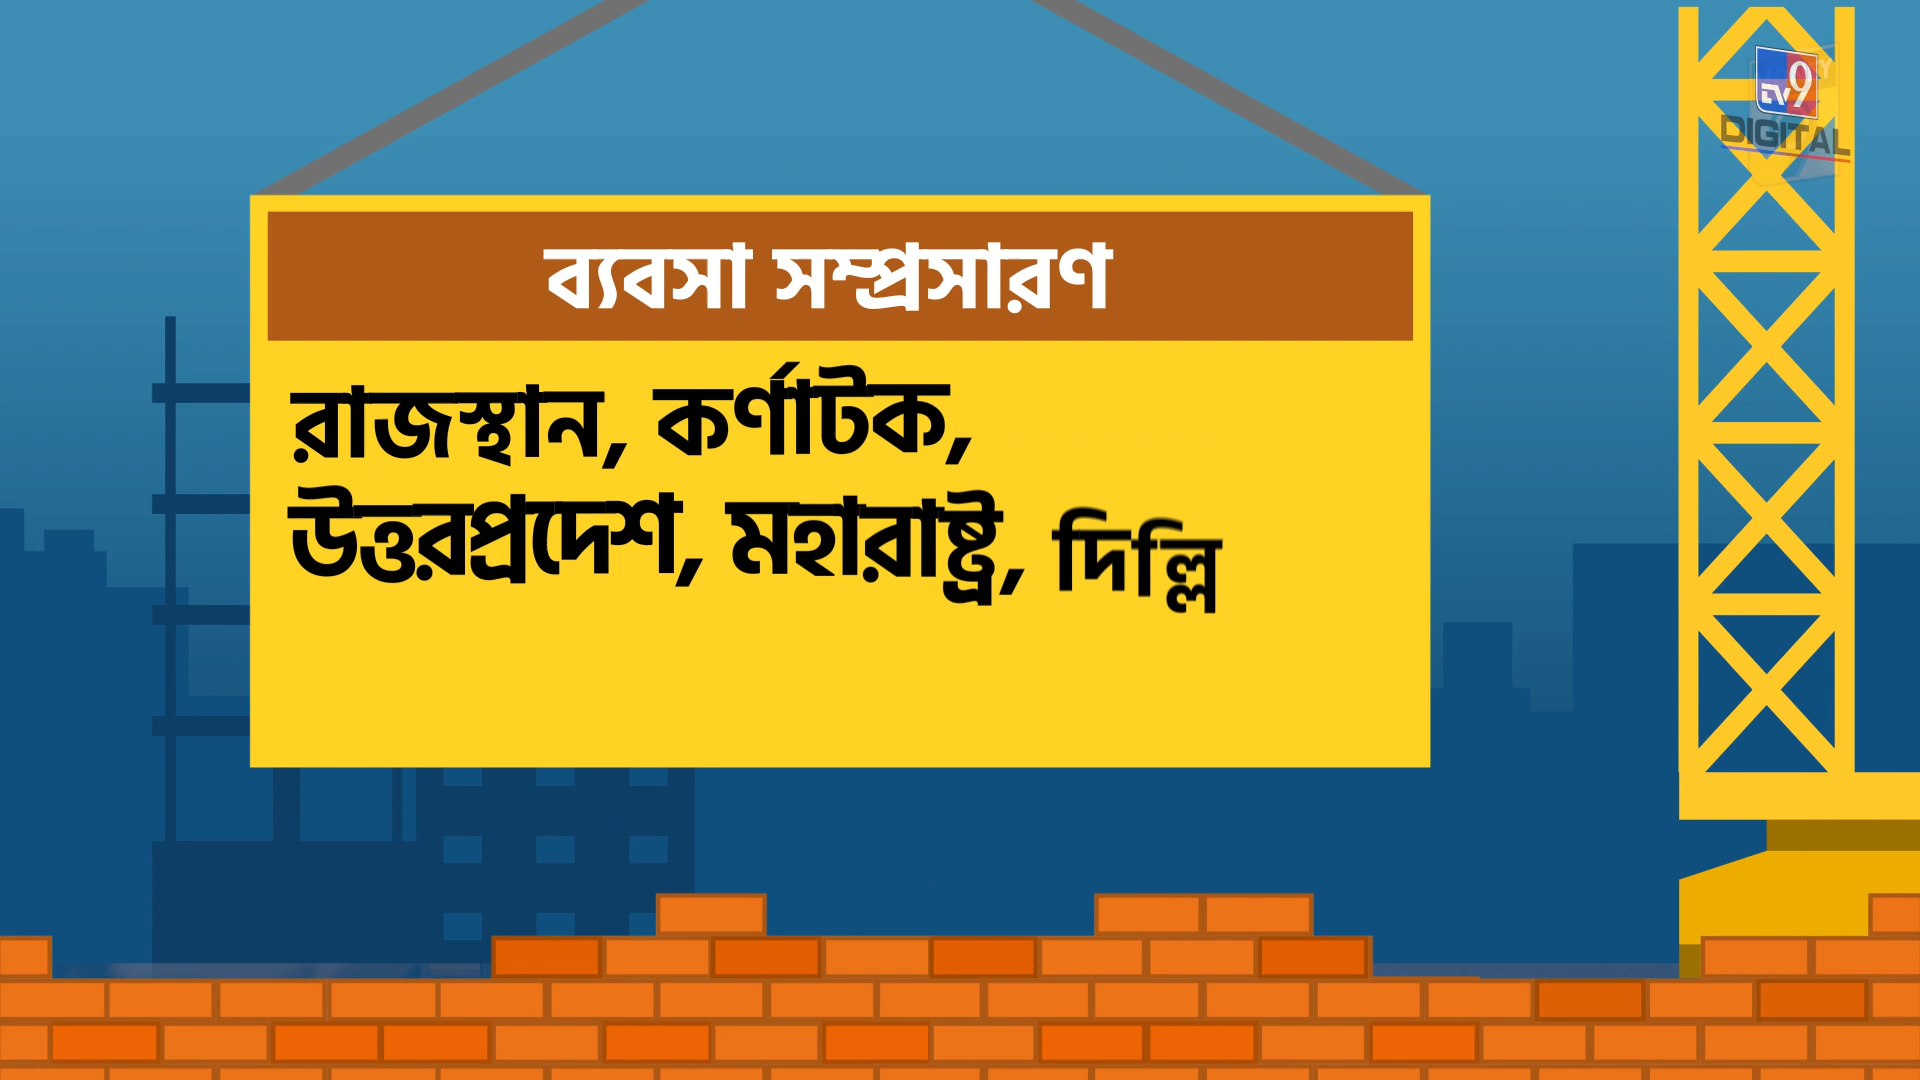 ব্যবসা সম্প্রসারণ
রাজস্থান, কর্ণাটক,
উত্তরপ্রদেশ, মহারাষ্ট্র, দিল্লি
TV9
DIGITAL